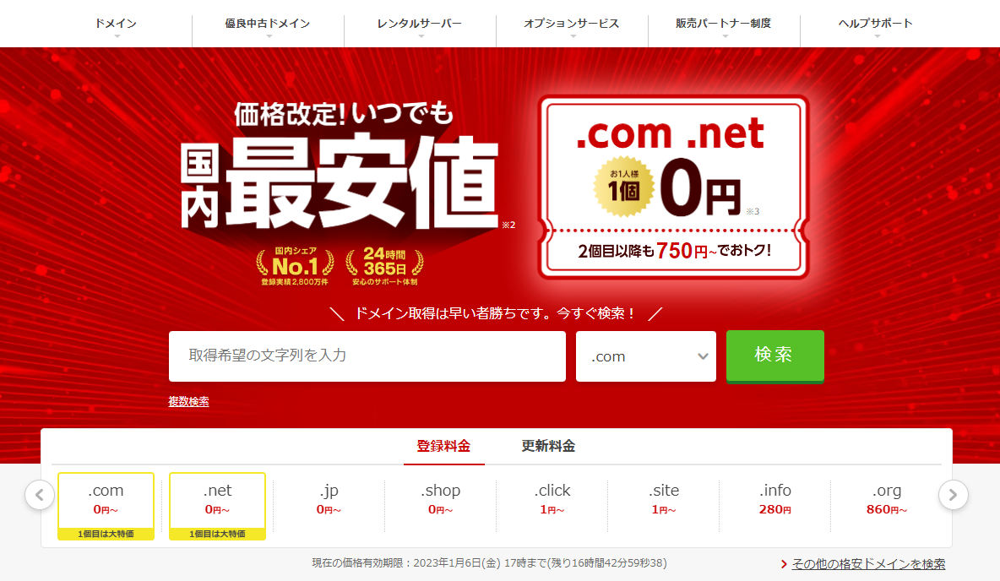 ドメイン
優良中古ドメイン
レンタルサーバー
オプションサービス
販売パートナー制度
ヘルプサポート
価格改定!いつでも
国内最安値
※2
国内シェア
No.1
登録実績2,800万件
24時間
365日
安心のサポート体制
.com .net
お1人様
1個
0円
※3
2個目以降も750円~でおトク!
\ ドメイン取得は早い者勝ちです。今すぐ検索! /
取得希望の文字列を入力
.com
検索
複数検索
登録料金 更新料金
.com
0円~
1個目は大特価
.net
0円~
1個目は大特価
.jp
0円~
.shop
0円~
.click
1円~
.site
1円~
.info
280円
.org
860円~
現在の価格有効期限:2023年1月6日(金) 17時まで(残り16時間42分59秒38)
その他の格安ドメインを検索